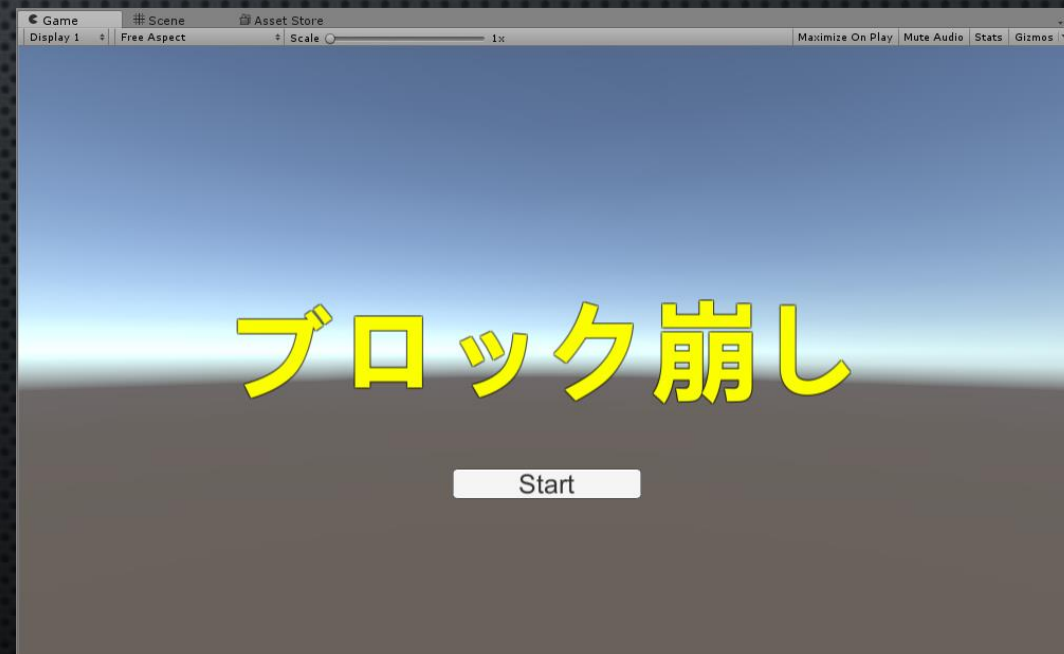 Game Scene Asset Store
Display 1 Free Aspect Scale 1x Maximize On Play Mute Audio Stats Gizmos
ブロック崩し
Start